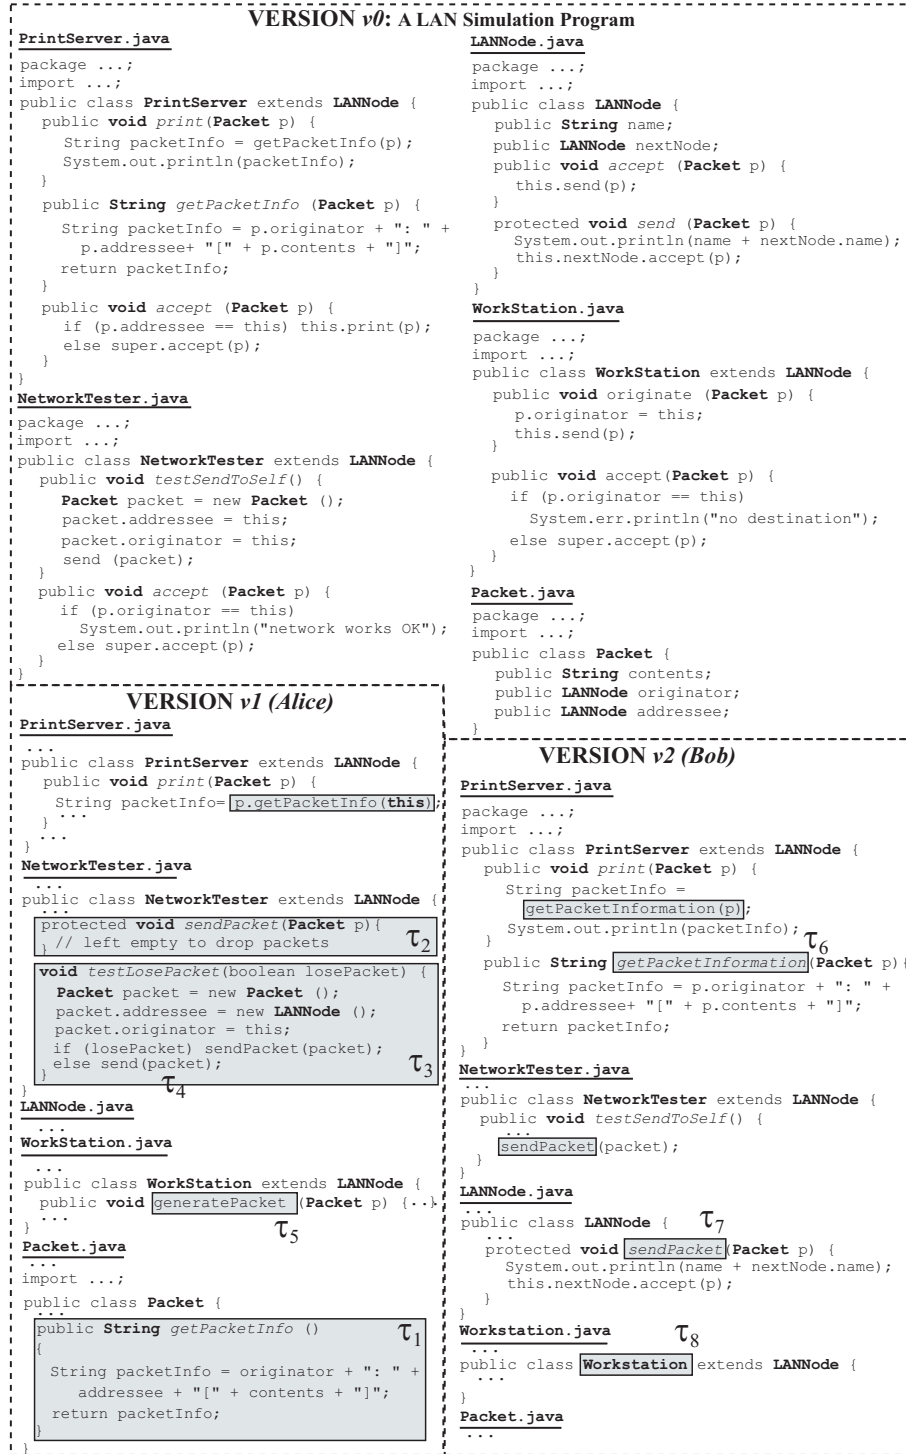 VERSION v0: A LAN Simulation Program
PrintServer.java
package ...;
import ...;
public class PrintServer extends LANNode {
public void print(Packet p) {
String packetInfo = getPacketInfo(p);
System.out.println(packetInfo);
}
public String getPacketInfo (Packet p) {
String packetInfo = p.originator + ": " +
p.addressee+ "[" + p.contents + "]";
return packetInfo;
}
public void accept (Packet p) {
if (p.addressee == this) this.print(p);
else super.accept(p);
}
}
NetworkTester.java
package ...;
import ...;
public class NetworkTester extends LANNode {
public void testSendToSelf() {
Packet packet = new Packet ();
packet.addressee = this;
packet.originator = this;
send (packet);
}
public void accept (Packet p) {
if (p.originator == this)
System.out.println("network works OK");
else super.accept(p);
}
}
LANNode.java
package ...;
import ...;
public class LANNode {
public String name;
public LANNode nextNode;
public void accept (Packet p) {
this.send(p);
}
protected void send (Packet p) {
System.out.println(name + nextNode.name);
this.nextNode.accept(p);
}
}
WorkStation.java
package ...;
import ...;
public class WorkStation extends LANNode {
public void originate (Packet p) {
p.originator = this;
this.send(p);
}
public void accept(Packet p) {
if (p.originator == this)
System.err.println("no destination");
else super.accept(p);
}
}
Packet.java
package ...;
import ...;
public class Packet {
public String contents;
public LANNode originator;
public LANNode addressee;
}
VERSION v1 (Alice)
PrintServer.java
...
public class PrintServer extends LANNode {
public void print(Packet p) {
String packetInfo= p.getPacketInfo(this);
...
}
...
}
NetworkTester.java
...
public class NetworkTester extends LANNode {
...
protected void sendPacket(Packet p){
// left empty to drop packets
} τ2
void testLosePacket(boolean losePacket) {
Packet packet = new Packet ();
packet.addressee = new LANNode ();
packet.originator = this;
if (losePacket) sendPacket(packet);
else send(packet);
} τ3
τ4
}
LANNode.java
...
WorkStation.java
...
public class WorkStation extends LANNode {
public void generatePacket (Packet p) {..}
...
τ5
}
Packet.java
...
import ...;
public class Packet {
...
public String getPacketInfo () τ1
{
String packetInfo = originator + ": " +
addressee + "[" + contents + "]";
return packetInfo;
}
}
VERSION v2 (Bob)
PrintServer.java
package ...;
import ...;
public class PrintServer extends LANNode {
public void print(Packet p) {
String packetInfo =
getPacketInformation(p);
System.out.println(packetInfo);
} τ6
public String getPacketInformation(Packet p){
String packetInfo = p.originator + ": " +
p.addressee+ "[" + p.contents + "]";
return packetInfo;
}
}
NetworkTester.java
...
public class NetworkTester extends LANNode {
public void testSendToSelf() {
...
sendPacket(packet);
}
}
LANNode.java
...
public class LANNode { τ7
...
protected void sendPacket(Packet p) {
System.out.println(name + nextNode.name);
this.nextNode.accept(p);
}
}
Workstation.java τ8
...
public class Workstation extends LANNode {
...
}
Packet.java
...